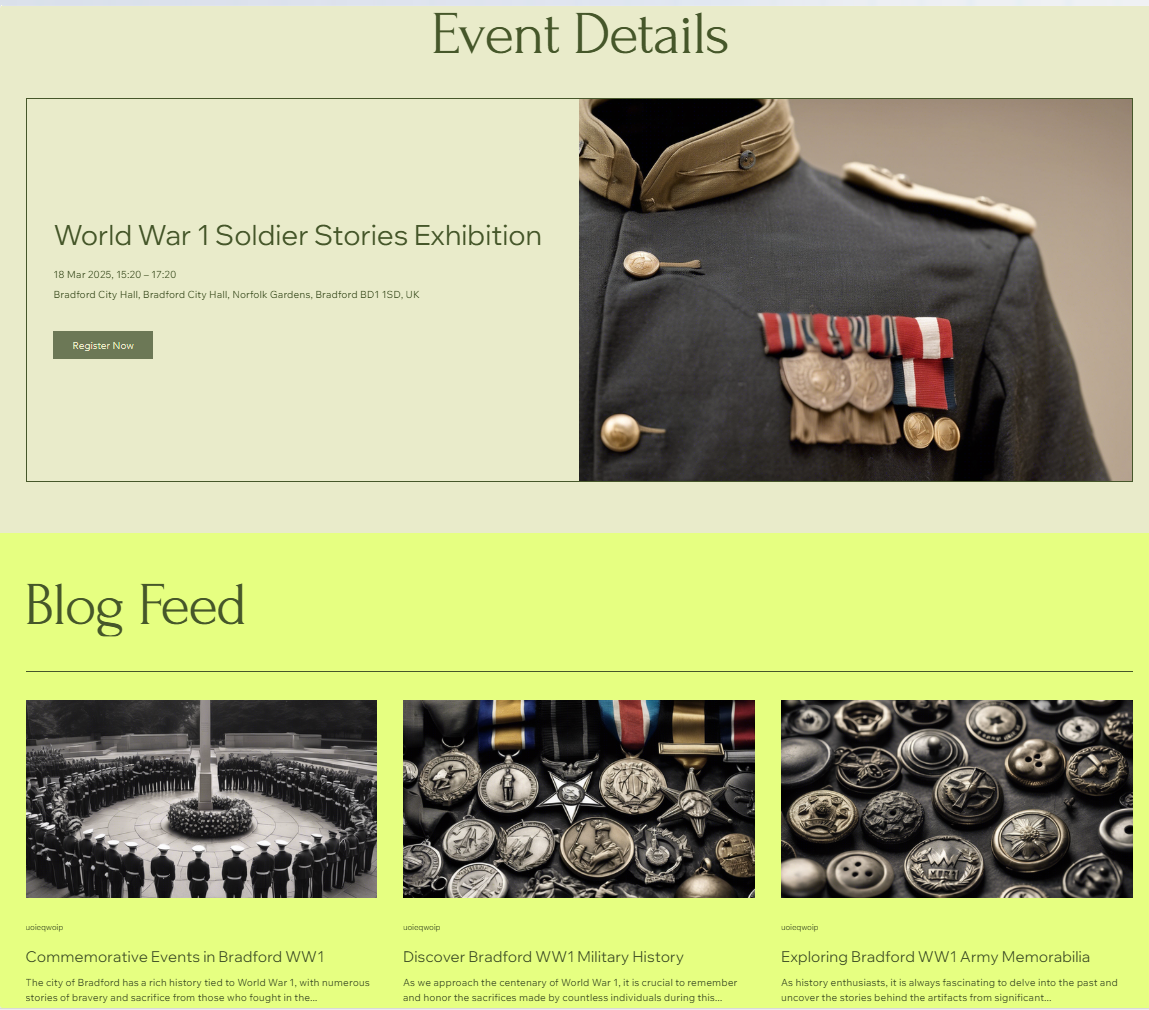 Event Details
World War 1 Soldier Stories Exhibition
18 Mar 2025, 15:20 – 17:20
Bradford City Hall, Bradford City Hall, Norfolk Gardens, Bradford BD1 1SD, UK
Register Now
Blog Feed
uoieqwoip
Commemorative Events in Bradford WW1
The city of Bradford has a rich history tied to World War 1, with numerous
stories of bravery and sacrifice from those who fought in the...
uoieqwoip
Discover Bradford WW1 Military History
As we approach the centenary of World War 1, it is crucial to remember
and honor the sacrifices made by countless individuals during this...
uoieqwoip
Exploring Bradford WW1 Army Memorabilia
As history enthusiasts, it is always fascinating to delve into the past and
uncover the stories behind the artifacts from significant...